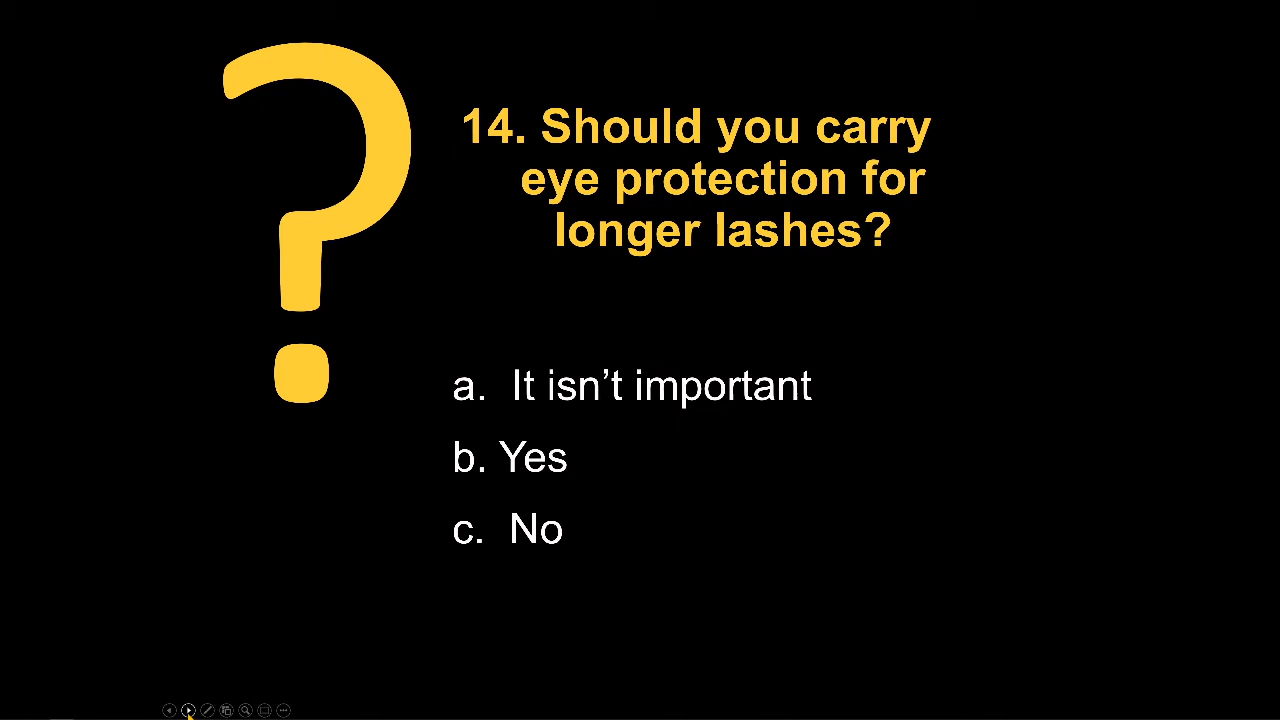 ?
14. Should you carry
eye protection for
longer lashes?
a. It isn’t important
b. Yes
c. No